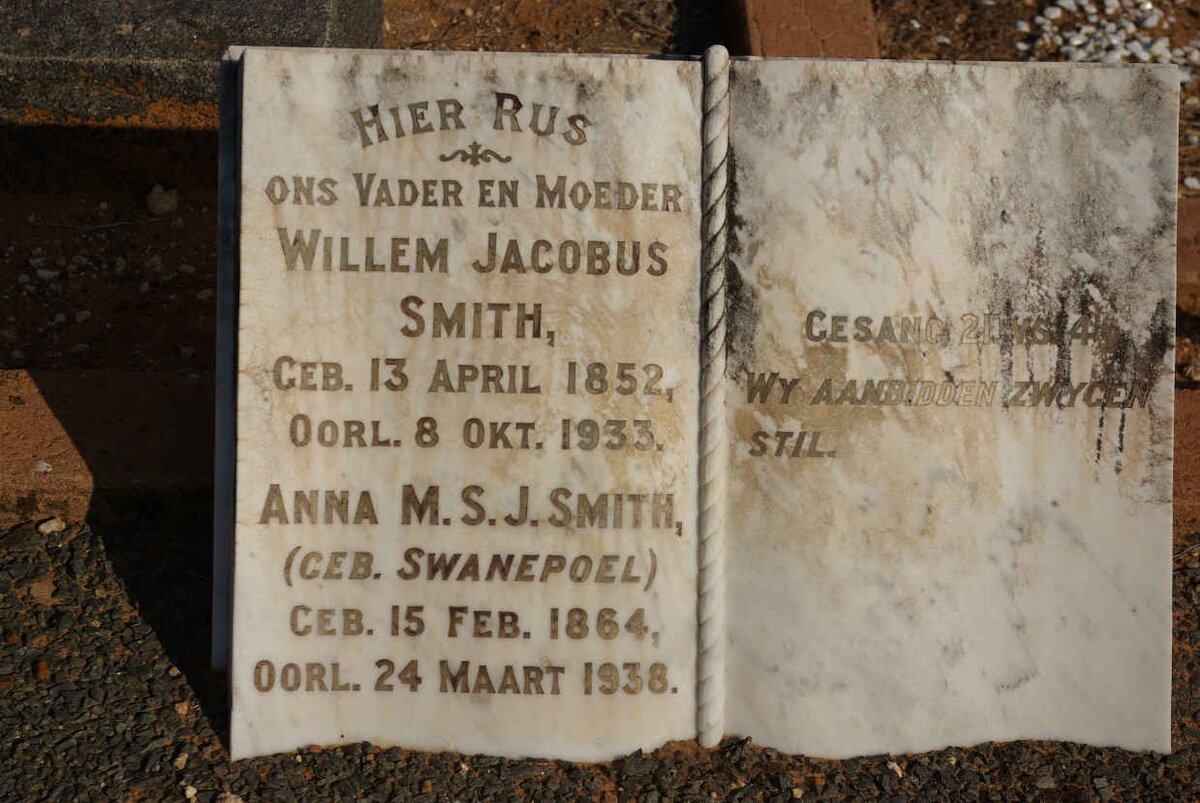 HIER RUS
ONS VADER EN MOEDER
WILLEM JACOBUS
SMITH,
GEB. 13 APRIL 1852,
OORL. 8 OKT. 1933.
ANNA M. S. J. SMITH,
(GEB. SWANEPOEL)
GEB. 15 FEB. 1864,
OORL. 24 MAART 1938.
GESANG 21 VS. 4
WY AANBIDDEN ZWYGEN
STIL.